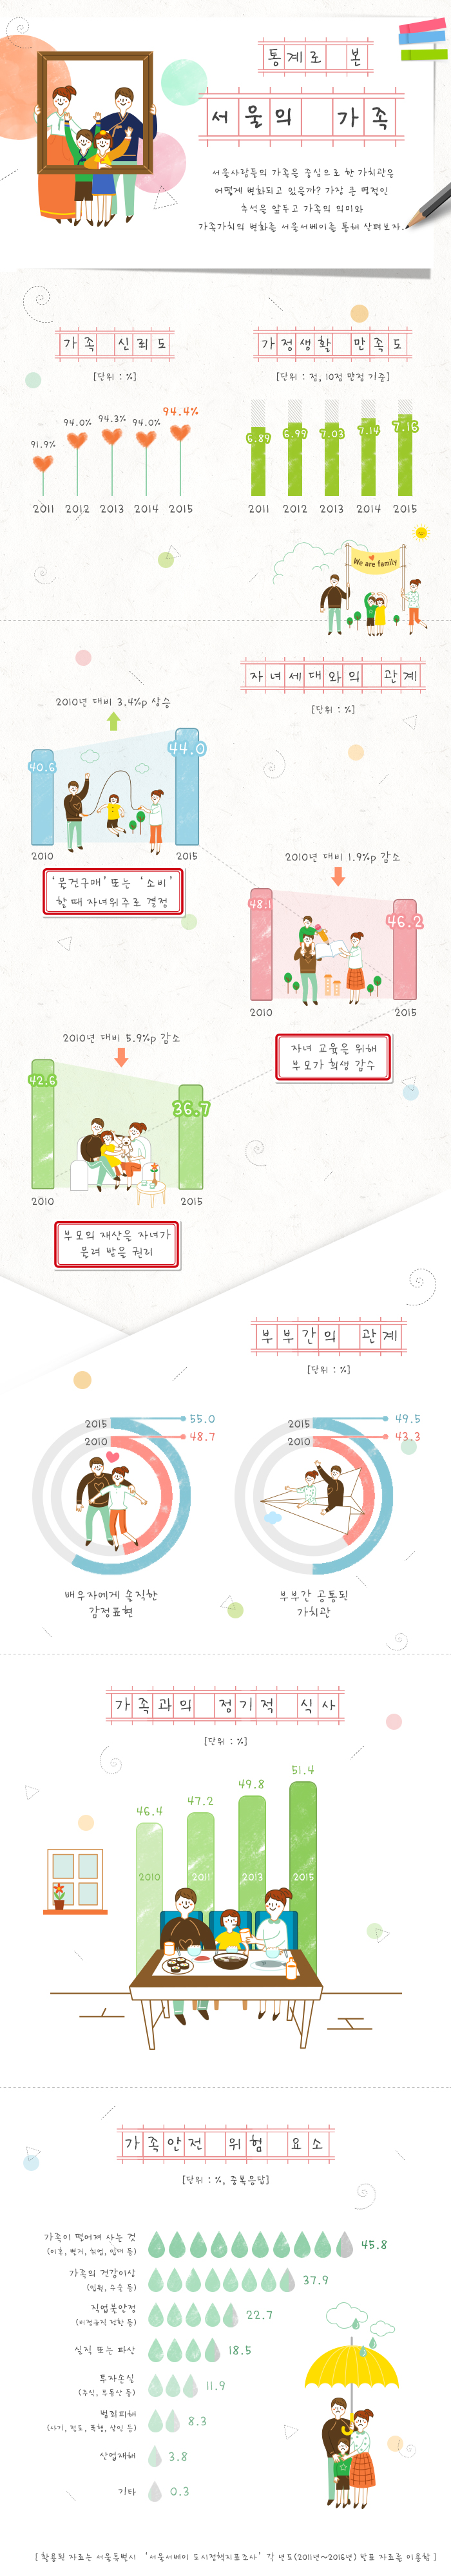 통계로 본
서울의 가족
서울사람들의 가족을 중심으로 한 가치관은
어떻게 변화되고 있을까? 가장 큰 명절인
추석을 앞두고 가족의 의미와
가족가치의 변화를 서울서베이를 통해 살펴보자.
가족 신뢰도
[단위 : %]
91.9%
94.0%
94.3%
94.0%
94.4%
2011 2012 2013 2014 2015
가정생활 만족도
[단위 : 점, 10점 만점 기준]
6.89
6.99
7.03
7.14
7.15
2011 2012 2013 2014 2015
We are family
자녀세대와의 관계
[단위 : %]
2010년 대비 3.4%p 상승
40.6
44.0
2010 2015
'물건구매' 또는 '소비'
할 때 자녀위주로 결정
2010년 대비 1.9%p 감소
48.1
46.2
2010 2015
자녀 교육을 위해
부모가 희생 감수
2010년 대비 5.9%p 감소
42.6
36.7
2010 2015
부모의 재산을 자녀가
물려 받을 권리
부부간의 관계
[단위 : %]
2015 55.0
2010 48.7
배우자에게 솔직한
감정표현
2015 49.5
2010 43.3
부부간 공통된
가치관
가족과의 정기적 식사
[단위 : %]
46.4
47.2
49.8
51.4
2010 2011 2013 2015
가족안전 위험 요소
[단위 : %, 중복응답]
가족이 떨어져 사는 것 45.8
(이혼, 별거, 취업, 입대 등)
가족의 건강이상 37.9
(입원, 수술 등)
직업불안정 22.7
(비정규직 전환 등)
실직 또는 파산 18.5
투자손실 11.9
(주식, 부동산 등)
범죄피해 8.3
(사기, 절도, 폭행, 살인 등)
산업재해 3.8
기타 0.3
[ 활용된 자료는 서울특별시 '서울서베이 도시정책지표조사' 각 년도(2011년~2016년) 발표 자료를 이용함 ]